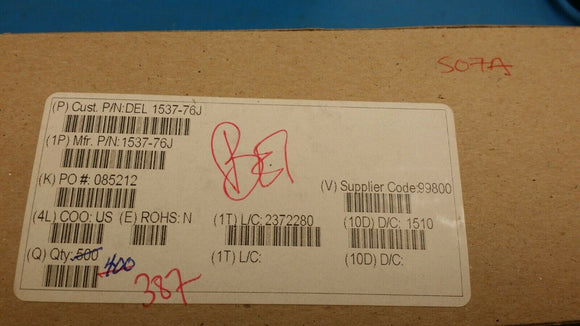 SO7A
(P) Cust. P/N:DEL 1537-76J
(1P) Mfr. P/N:1537-76J
(K) PO #: 085212
(V) Supplier Code:99800
(4L) COO: US (E) ROHS: N (1T) L/C: 2372280 (10D) D/C: 1510
(Q) Qty: 500 400 (1T) L/C: (10D) D/C:
387